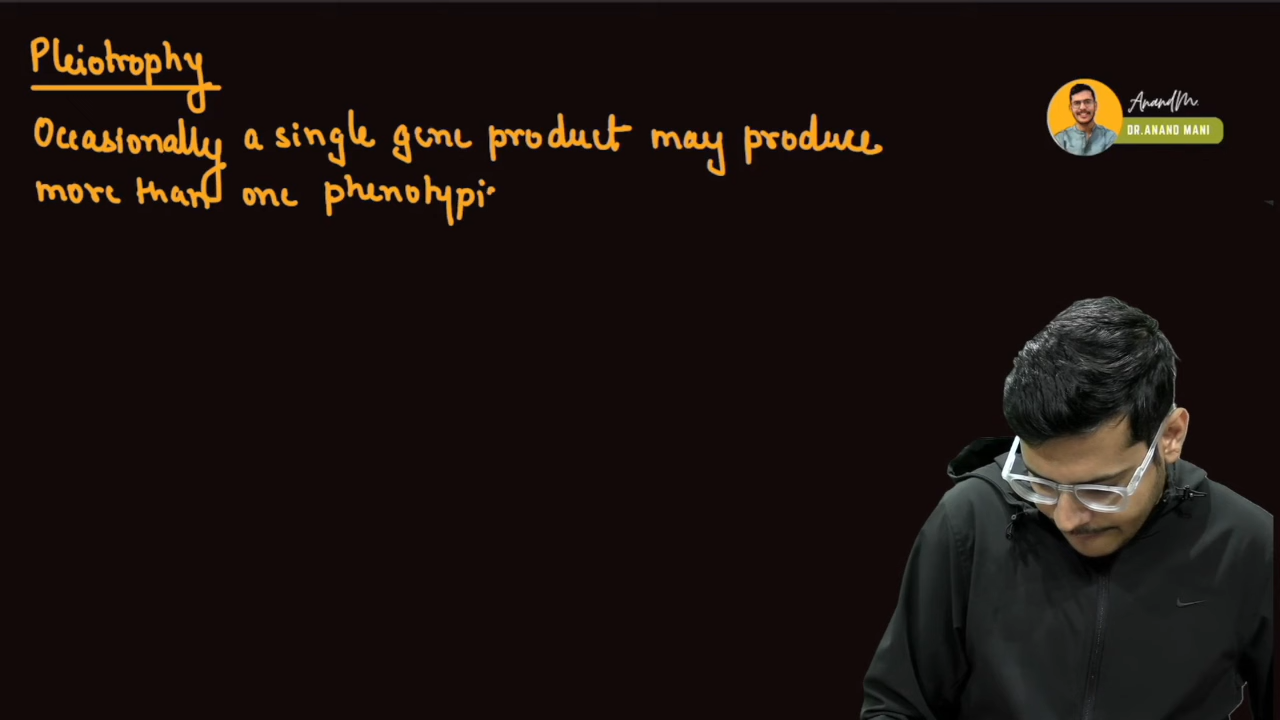 Pleiotrophy
Occasionally a single gene product may produce
more than one phenotypi
AnandM.
DR.ANAND MANI